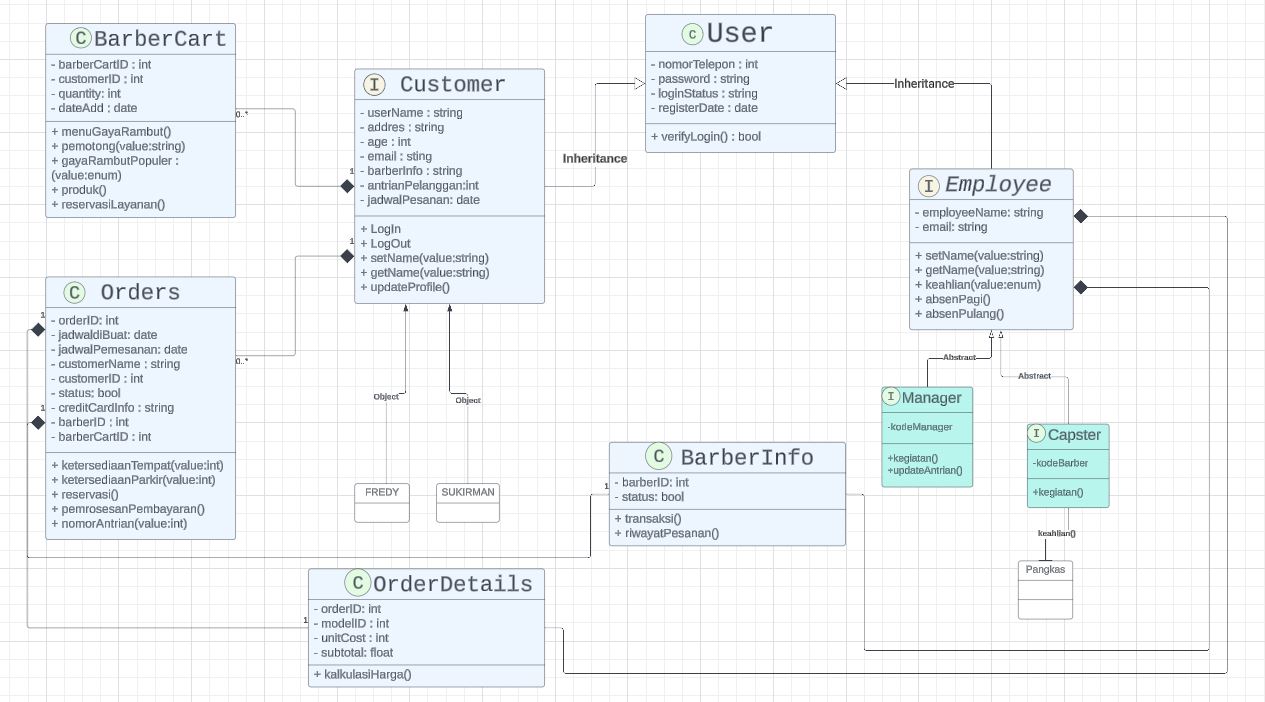 C BarberCart
- barberCartID : int
- customerID : int
- quantity: int
- dateAdd : date
+ menuGayaRambut()
+ pemotong(value:string)
+ gayaRambutPopuler :
(value:enum)
+ produk()
+ reservasiLayanan()
0..*
1
I Customer
- userName : string
- addres : string
- age : int
- email : sting
- barberInfo : string
- antrianPelanggan:int
- jadwalPesanan: date
+ LogIn
+ LogOut
+ setName(value:string)
+ getName(value:string)
+ updateProfile()
1
Inheritance
C User
- nomorTelepon : int
- password : string
- loginStatus : string
- registerDate : date
+ verifyLogin() : bool
Inheritance
I Employee
- employeeName: string
- email: string
+ setName(value:string)
+ getName(value:string)
+ keahlian(value:enum)
+ absenPagi()
+ absenPulang()
C Orders
1
- orderID: int
- jadwaldiBuat: date
- jadwalPemesanan: date
- customerName : string
- customerID : int
- status: bool
- creditCardInfo : string
- barberID : int
- barberCartID : int
+ ketersediaanTempat(value:int)
+ ketersediaanParkir(value:int)
+ reservasi()
+ pemrosesanPembayaran()
+ nomorAntrian(value:int)
0..*
1
Object
Object
FREDY
SUKIRMAN
Abstract
Abstract
I Manager
-kodeManager
+kegiatan()
+updateAntrian()
I Capster
-kodeBarber
+kegiatan()
keahlian()
Pangkas
C BarberInfo
1
- barberID: int
- status: bool
+ transaksi()
+ riwayatPesanan()
C OrderDetails
- orderID: int
- modelID : int
- unitCost : int
- subtotal: float
+ kalkulasiHarga()
1